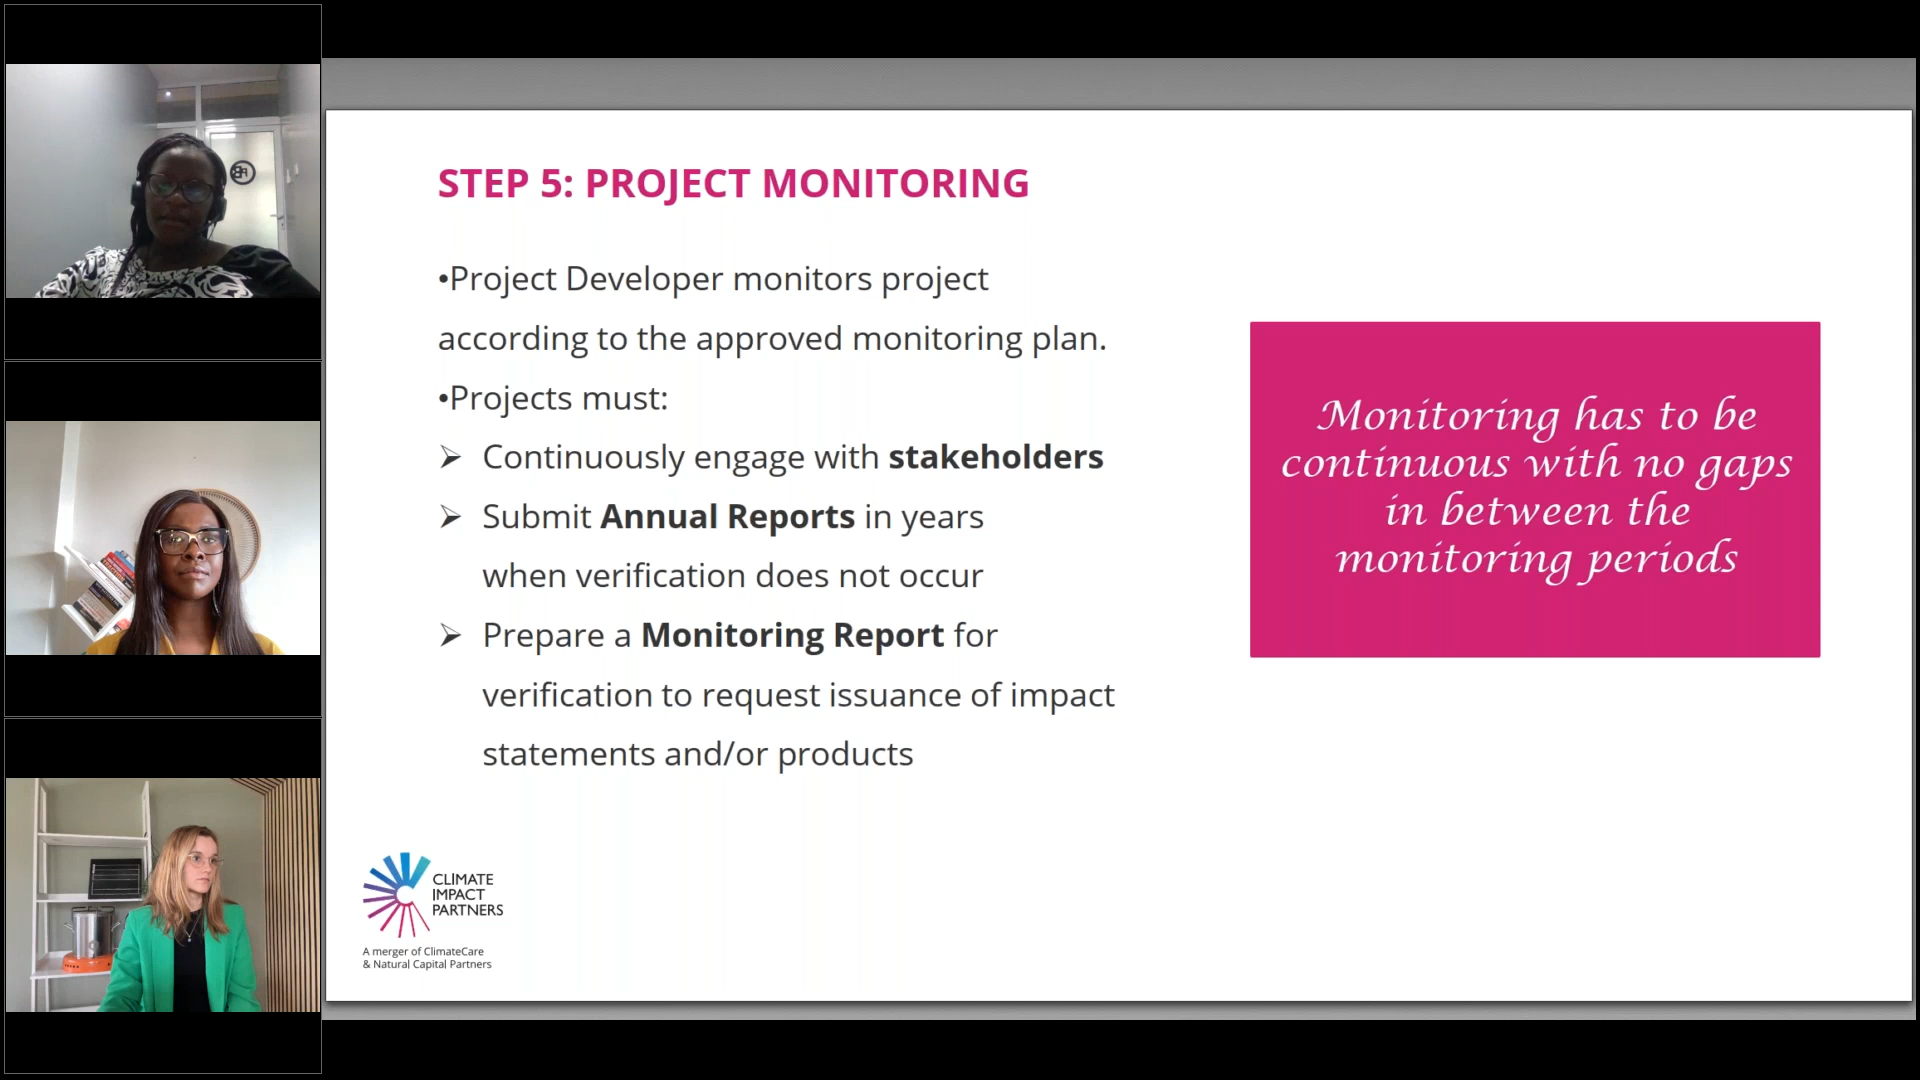 STEP 5: PROJECT MONITORING
•Project Developer monitors project
according to the approved monitoring plan.
•Projects must:
➢ Continuously engage with stakeholders
➢ Submit Annual Reports in years
when verification does not occur
➢ Prepare a Monitoring Report for
verification to request issuance of impact
statements and/or products
Monitoring has to be
continuous with no gaps
in between the
monitoring periods
CLIMATE
IMPACT
PARTNERS
A merger of ClimateCare
& Natural Capital Partners